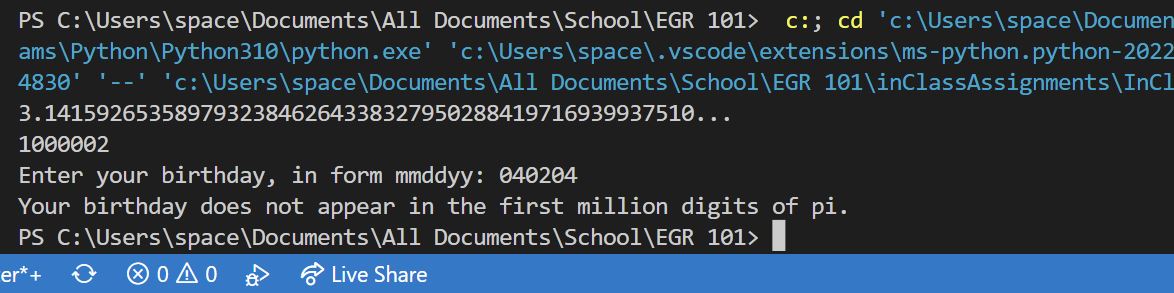 PS C:\Users\space\Documents\All Documents\School\EGR 101>  c:; cd 'c:\Users\space\Documen
ams\Python\Python310\python.exe' 'c:\Users\space\.vscode\extensions\ms-python.python-2022
4830' '--' 'c:\Users\space\Documents\All Documents\School\EGR 101\inClassAssignments\InCl
3.14159265358979323846264338327950288419716939937510...
1000002
Enter your birthday, in form mmddyy: 040204
Your birthday does not appear in the first million digits of pi.
PS C:\Users\space\Documents\All Documents\School\EGR 101>
er*+ 0 0 Live Share